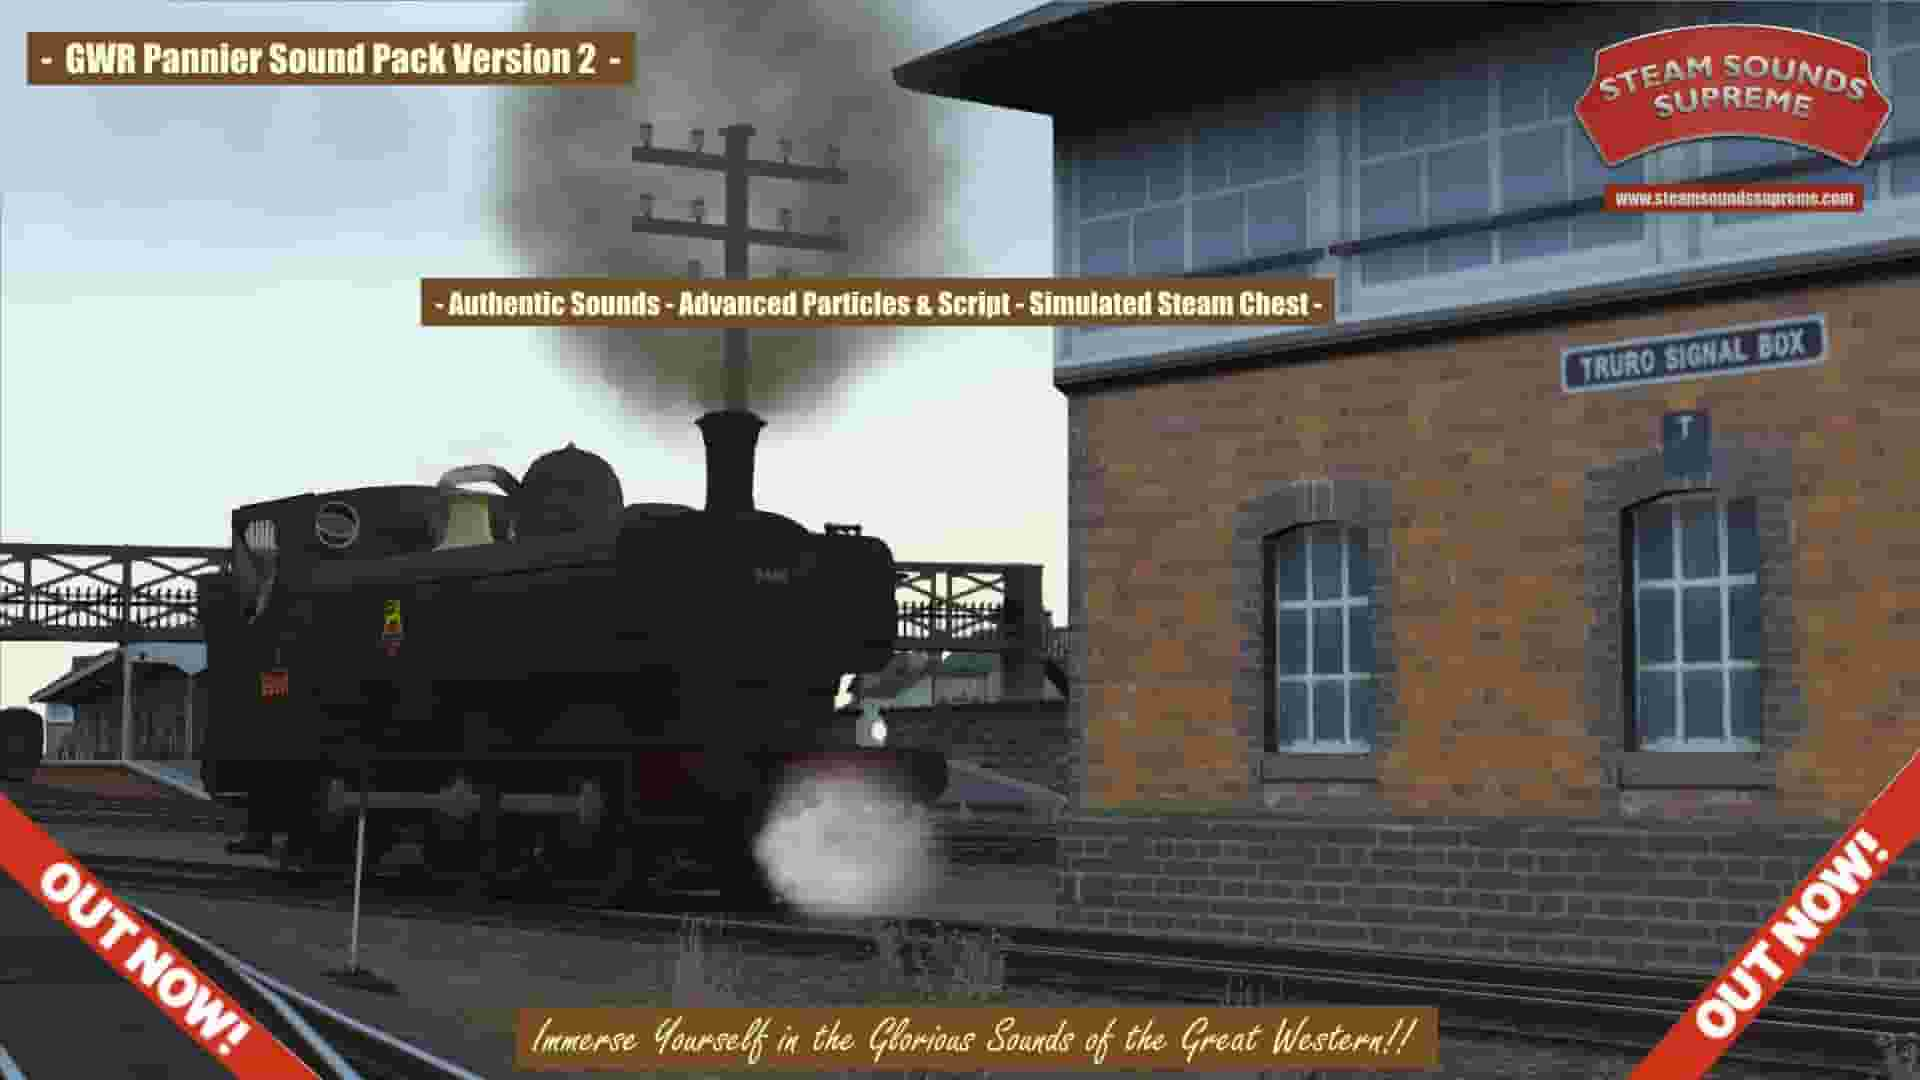 - GWR Pannier Sound Pack Version 2 -
STEAM SOUNDS
SUPREME
www.steamsoundssupreme.com
- Authentic Sounds - Advanced Particles & Script - Simulated Steam Chest -
TRURO SIGNAL BOX
T
OUT NOW!
OUT NOW!
Immerse Yourself in the Glorious Sounds of the Great Western!!